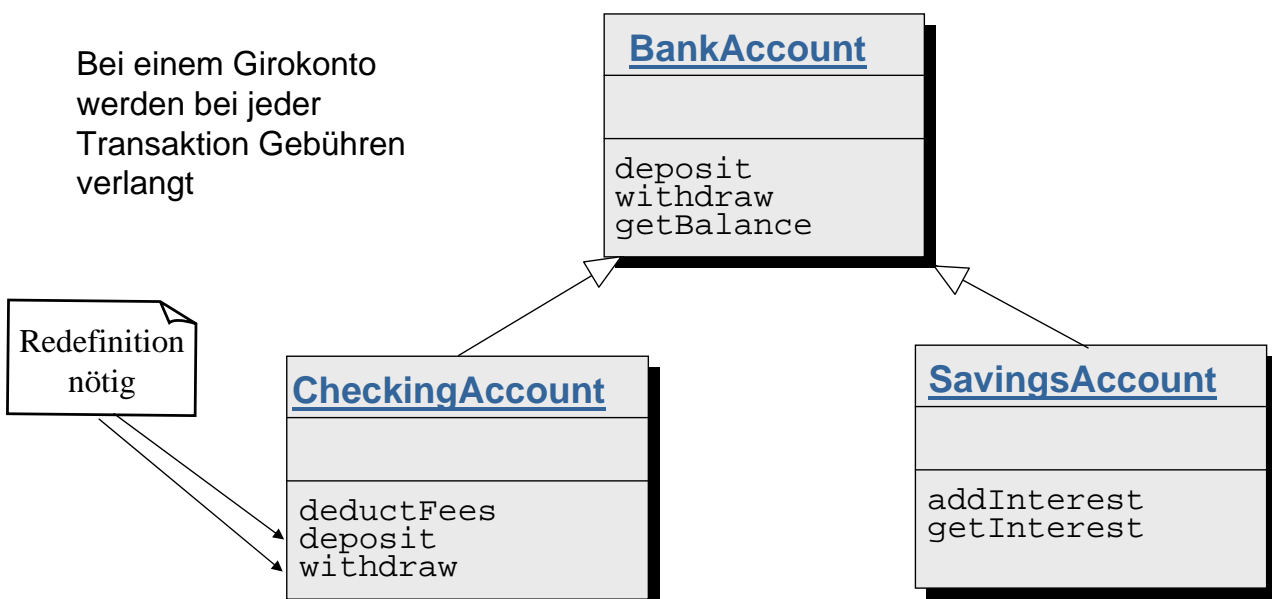 Bei einem Girokonto
werden bei jeder
Transaktion Gebühren
verlangt
BankAccount
deposit
withdraw
getBalance
Redefinition
nötig
CheckingAccount
deductFees
deposit
withdraw
SavingsAccount
addInterest
getInterest